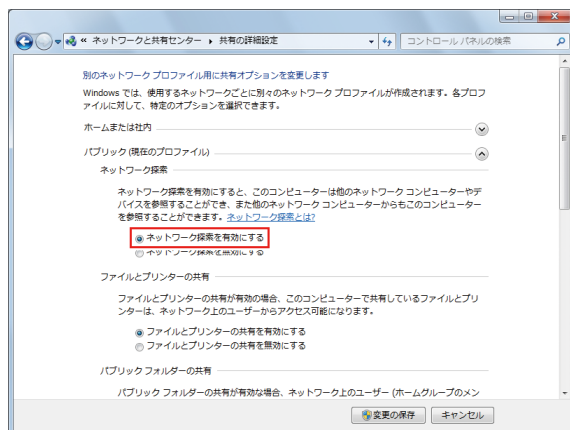 « ネットワークと共有センター ▸ 共有の詳細設定
コントロール パネルの検索
別のネットワーク プロファイル用に共有オプションを変更します
Windows では、使用するネットワークごとに別々のネットワーク プロファイルが作成されます。各プロフ
ァイルに対して、特定のオプションを選択できます。
ホームまたは社内
パブリック (現在のプロファイル)
ネットワーク探索
ネットワーク探索を有効にすると、このコンピューターは他のネットワーク コンピューターやデ
バイスを参照することができ、また他のネットワーク コンピューターからもこのコンピューター
を参照することができます。ネットワーク探索とは?
ネットワーク探索を有効にする
ネットワーク探索を無効にする
ファイルとプリンターの共有
ファイルとプリンターの共有が有効の場合、このコンピューターで共有しているファイルとプリ
ンターは、ネットワーク上のユーザーからアクセス可能になります。
ファイルとプリンターの共有を有効にする
ファイルとプリンターの共有を無効にする
パブリック フォルダーの共有
パブリック フォルダーの共有が有効な場合、ネットワーク上のユーザー (ホームグループのメン
変更の保存
キャンセル